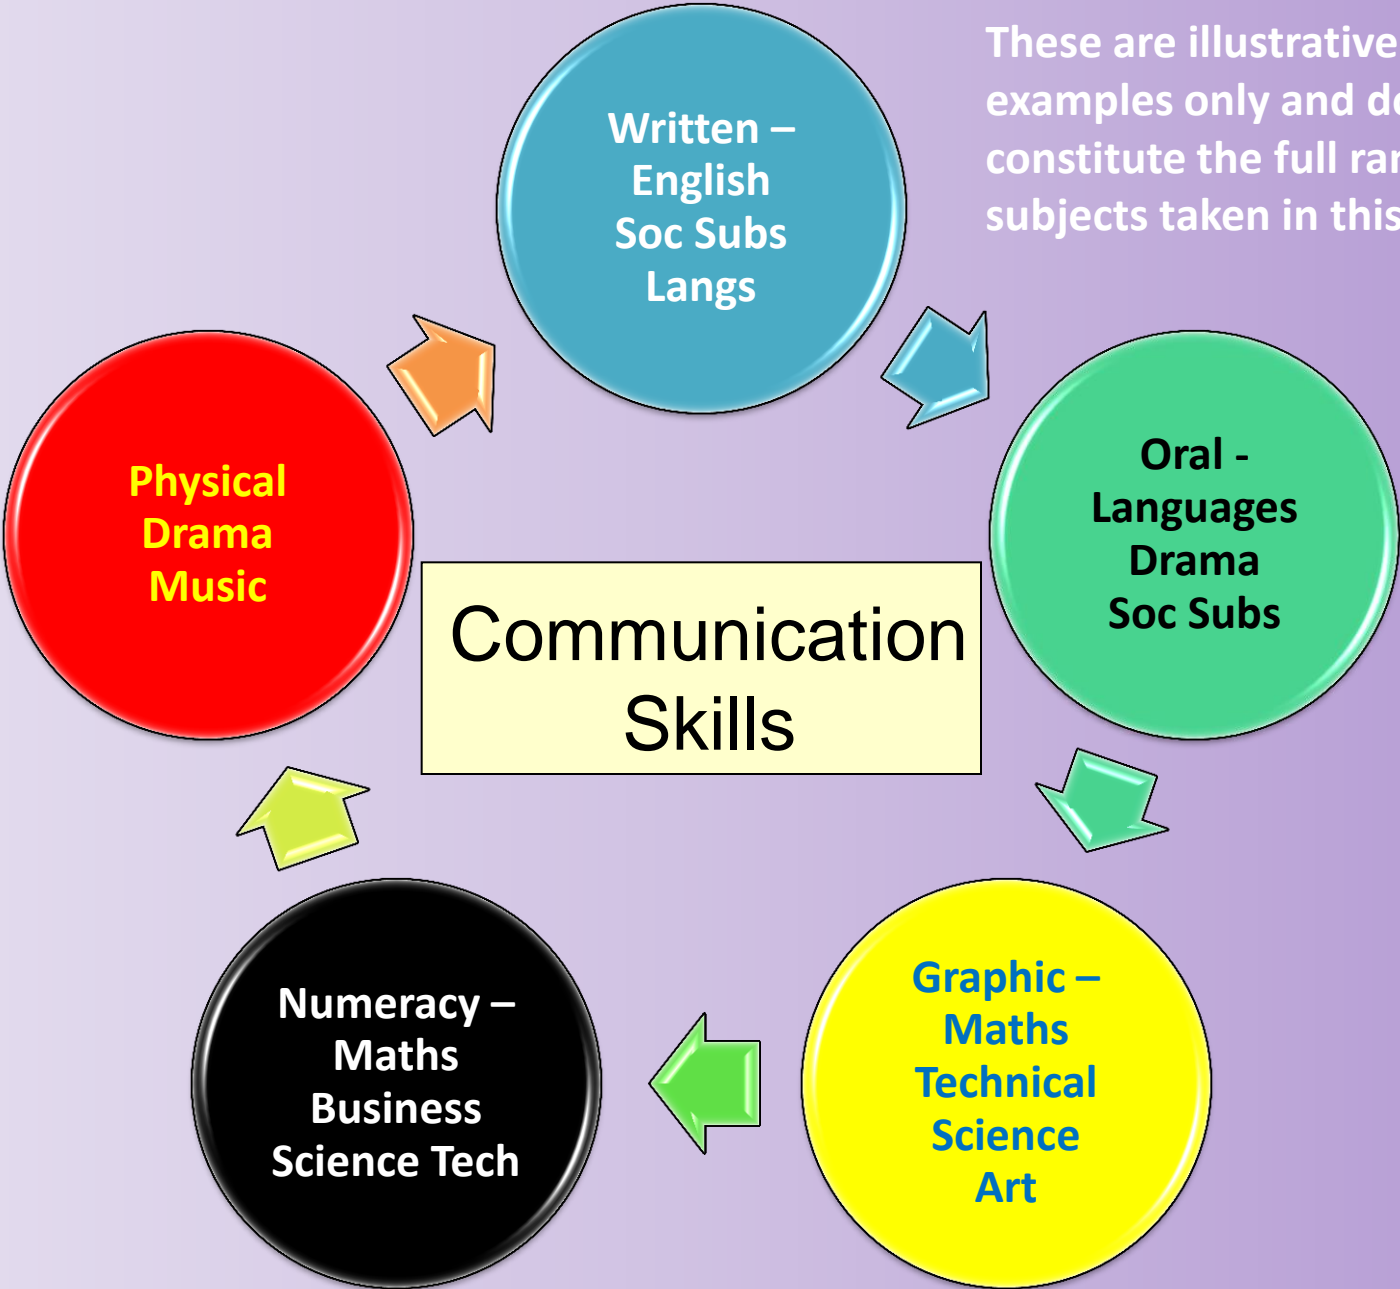 These are illustrative
examples only and do
constitute the full ran
subjects taken in this
Written –
English
Soc Subs
Langs
Oral -
Languages
Drama
Soc Subs
Graphic –
Maths
Technical
Science
Art
Numeracy –
Maths
Business
Science Tech
Physical
Drama
Music
Communication
Skills